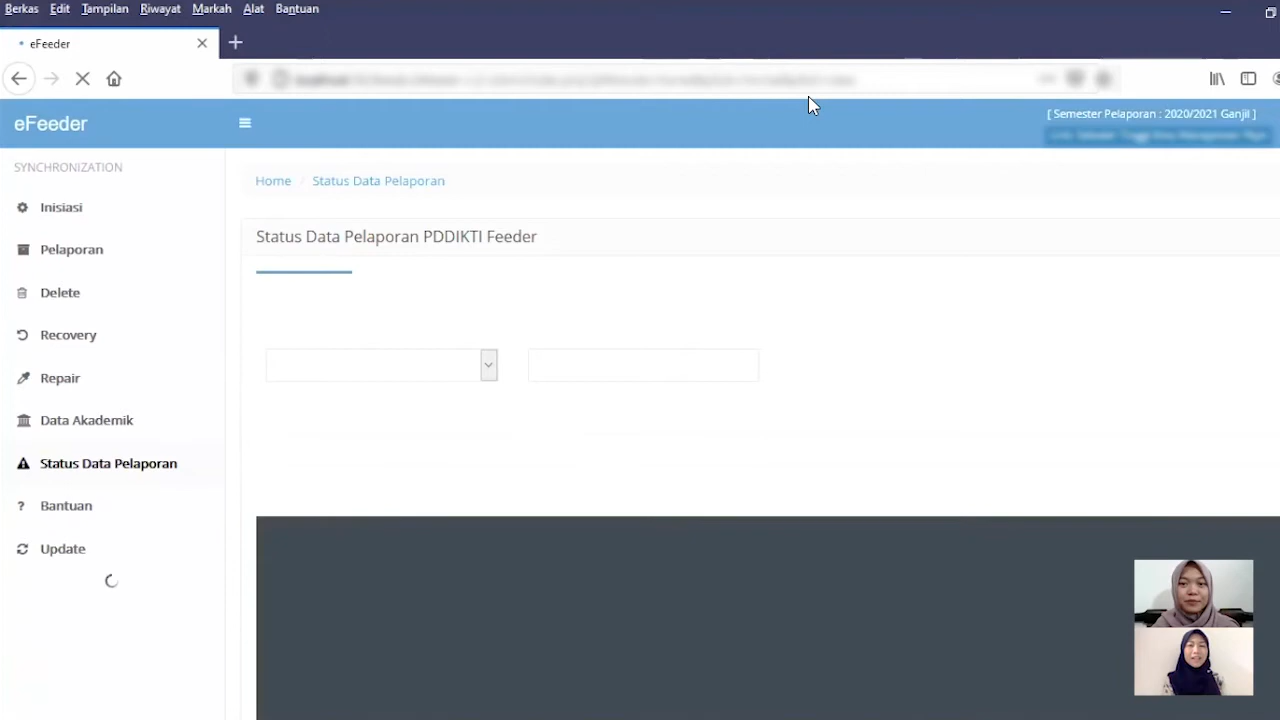 Berkas Edit Tampilan Riwayat Markah Alat Bantuan
eFeeder
eFeeder
[ Semester Pelaporan : 2020/2021 Ganjil ]
SYNCHRONIZATION
Home / Status Data Pelaporan
Inisiasi
Status Data Pelaporan PDDIKTI Feeder
Pelaporan
Delete
Recovery
Repair
Data Akademik
Status Data Pelaporan
Bantuan
Update